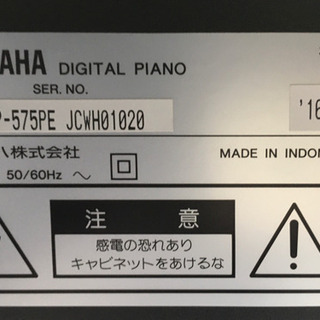 AHA DIGITAL PIANO
SER. NO.
-575PE JCWH01020
'16
株式会社
50/60Hz ～
MADE IN INDON
注 意
感電の恐れあり
キャビネットをあけるな